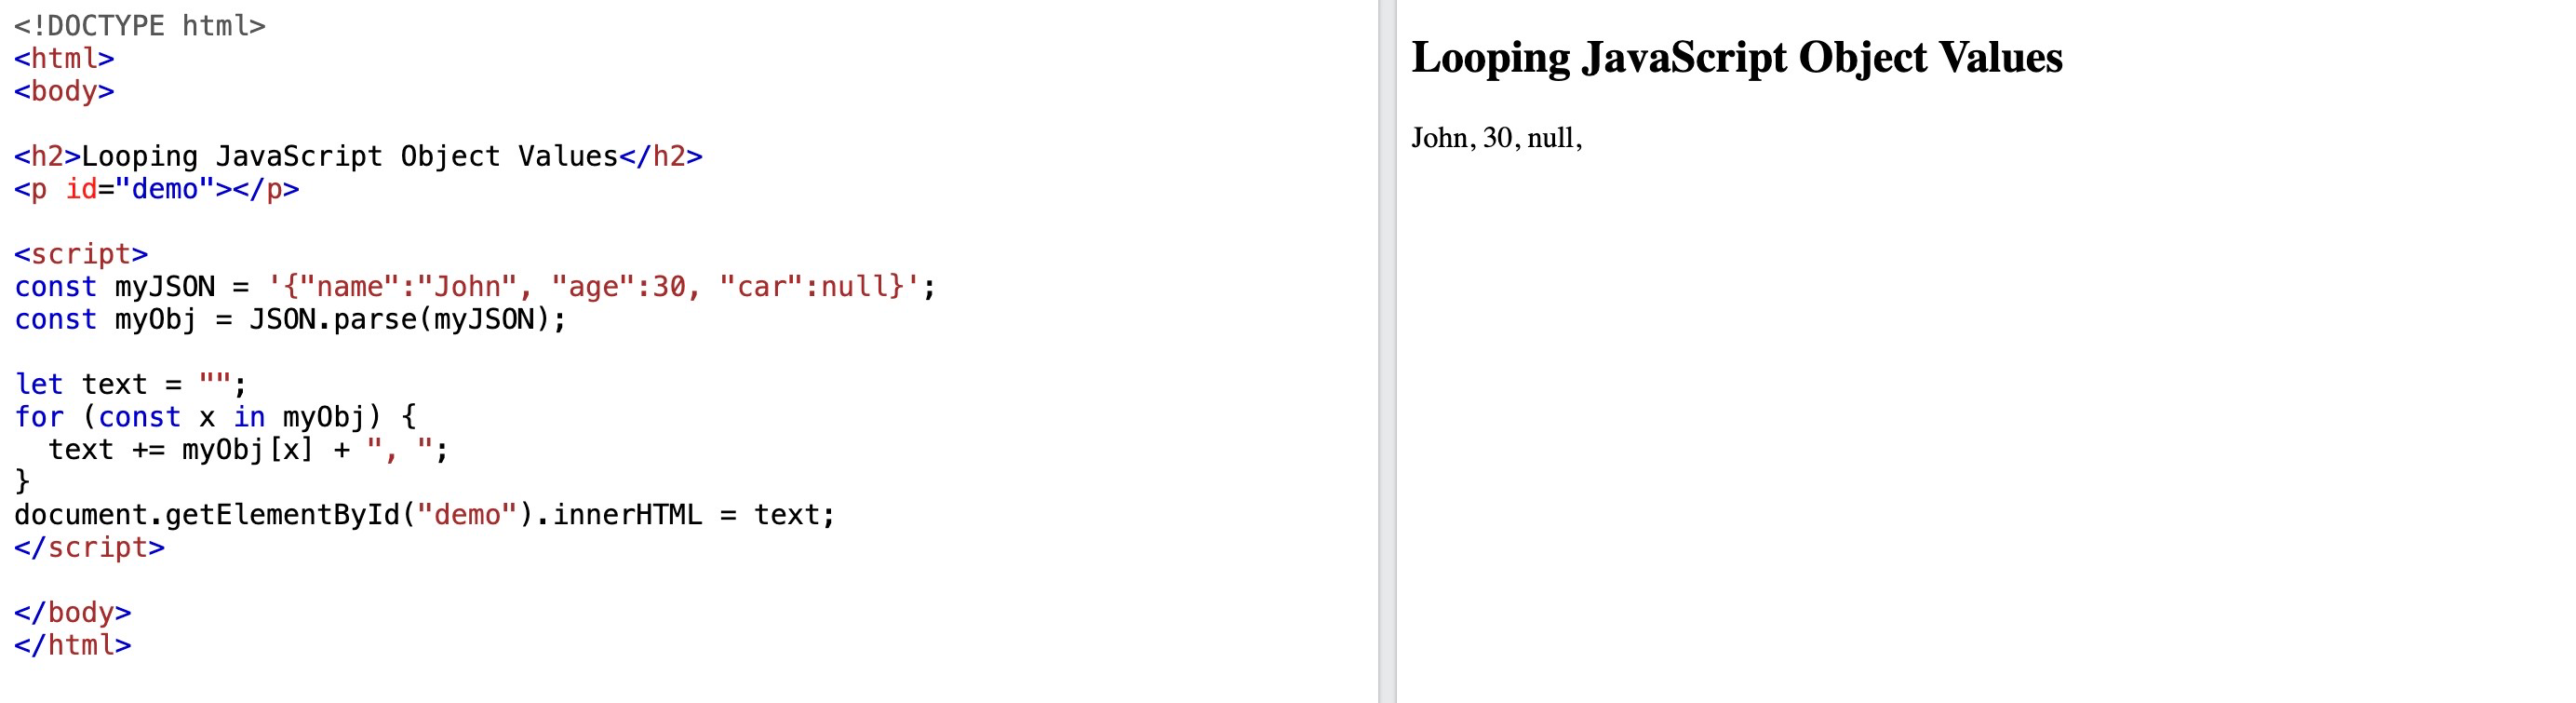 <!DOCTYPE html>
<html>
<body>
<h2>Looping JavaScript Object Values</h2>
<p id="demo"></p>
<script>
const myJSON = '{"name":"John", "age":30, "car":null}';
const myObj = JSON.parse(myJSON);
let text = "";
for (const x in myObj) {
  text += myObj[x] + ", ";
}
document.getElementById("demo").innerHTML = text;
</script>
</body>
</html>
Looping JavaScript Object Values
John, 30, null,